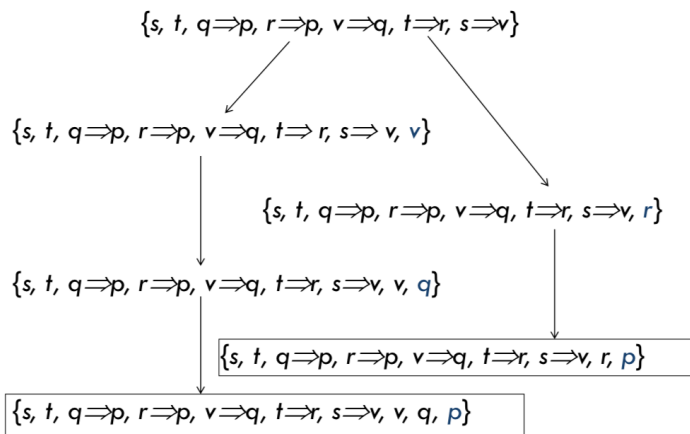 {s, t, q⇒p, r⇒p, v⇒q, t⇒r, s⇒v}
{s, t, q⇒p, r⇒p, v⇒q, t⇒ r, s⇒ v, v}
{s, t, q⇒p, r⇒p, v⇒q, t⇒r, s⇒v, r}
{s, t, q⇒p, r⇒p, v⇒q, t⇒r, s⇒v, v, q}
{s, t, q⇒p, r⇒p, v⇒q, t⇒r, s⇒v, r, p}
{s, t, q⇒p, r⇒p, v⇒q, t⇒r, s⇒v, v, q, p}